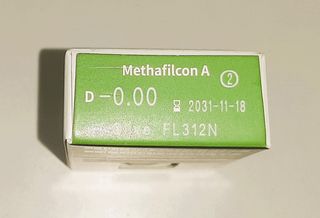 Methafilcon A ②
D -0.00 ⌛ 2031-11-18
FL312N